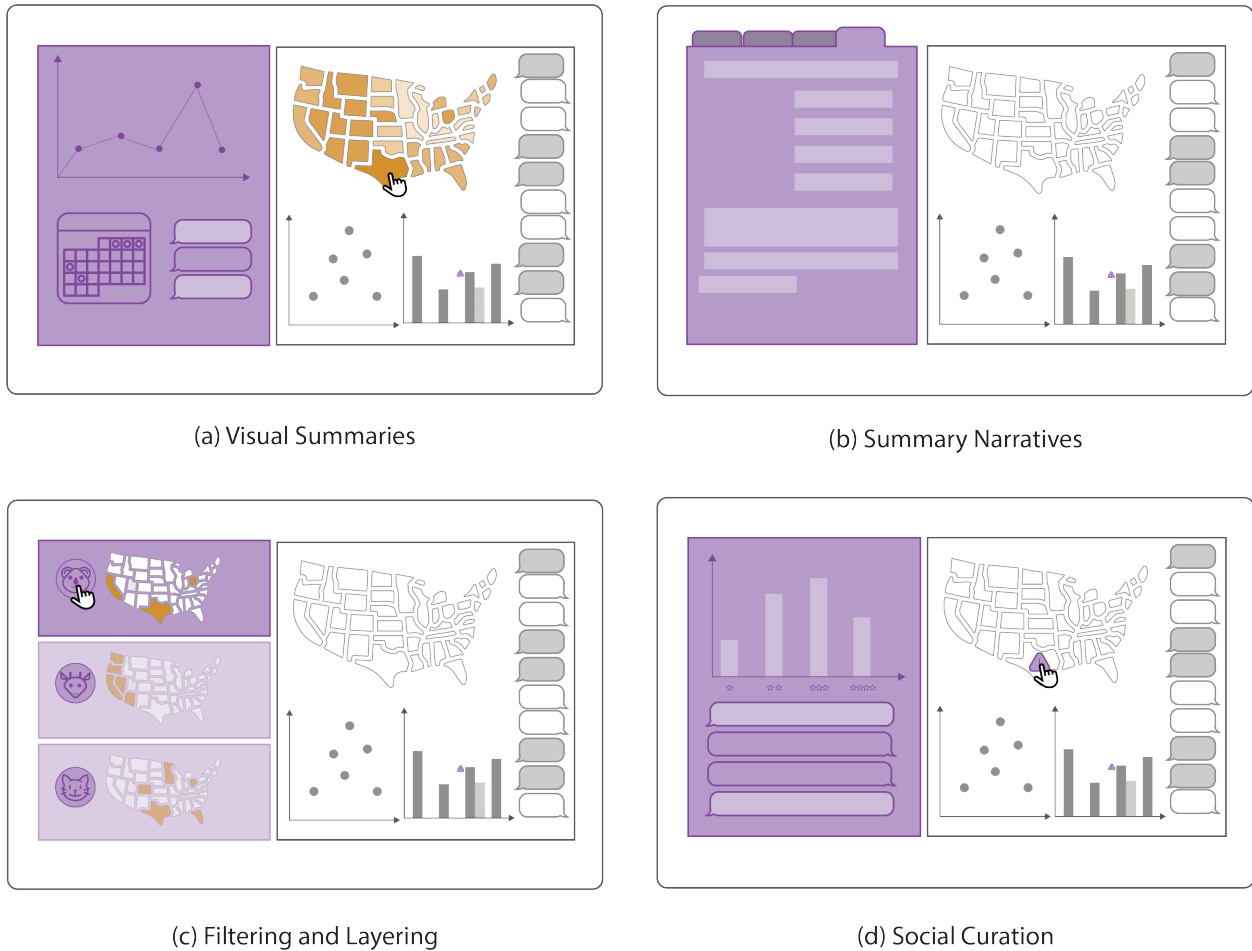 (a) Visual Summaries
(b) Summary Narratives
(c) Filtering and Layering
(d) Social Curation